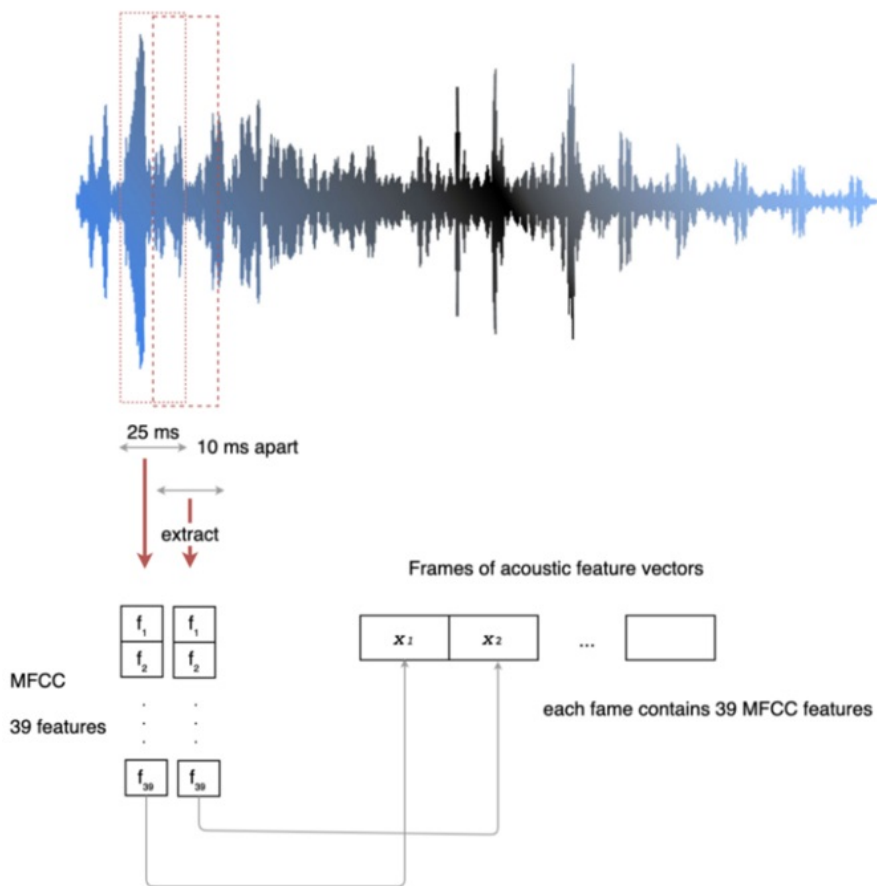 25 ms
10 ms apart
extract
Frames of acoustic feature vectors
f1 f1
f2 f2
x1 x2 ...
MFCC
39 features
each fame contains 39 MFCC features
f39 f39